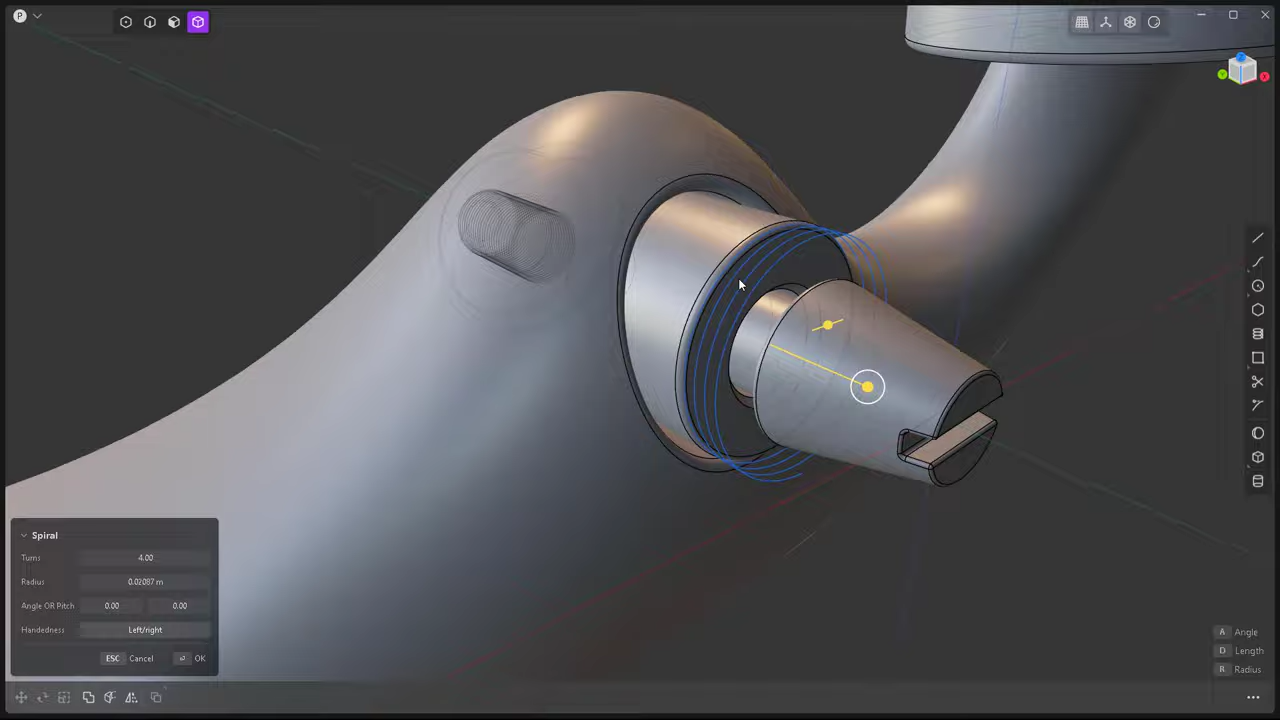 P
Spiral
Turns 4.00
Radius 0.02087 m
Angle OR Pitch 0.00 0.00
Handedness Left/right
ESC Cancel OK
A Angle
D Length
R Radius